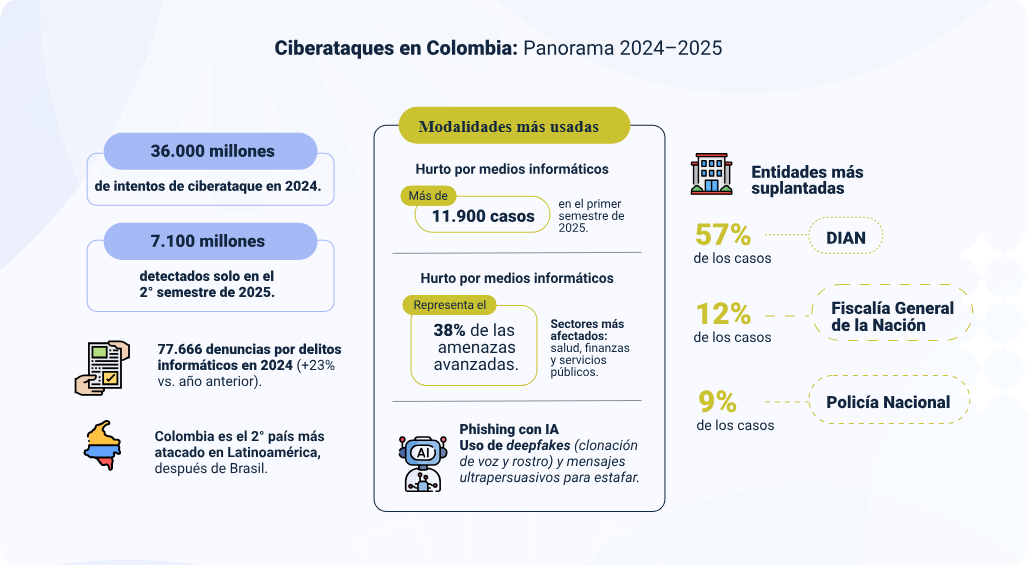 Ciberataques en Colombia: Panorama 2024–2025
36.000 millones
de intentos de ciberataque en 2024.
7.100 millones
detectados solo en el
2° semestre de 2025.
77.666 denuncias por delitos
informáticos en 2024 (+23%
vs. año anterior).
Colombia es el 2° país más
atacado en Latinoamérica,
después de Brasil.
Modalidades más usadas
Hurto por medios informáticos
Más de
11.900 casos
en el primer
semestre de
2025.
Hurto por medios informáticos
Representa el
38% de las
amenazas
avanzadas.
Sectores más
afectados:
salud, finanzas
y servicios
públicos.
AI
Phishing con IA
Uso de deepfakes (clonación
de voz y rostro) y mensajes
ultrapersuasivos para estafar.
Entidades más
suplantadas
57%
de los casos
DIAN
12%
de los casos
Fiscalía General
de la Nación
9%
de los casos
Policía Nacional